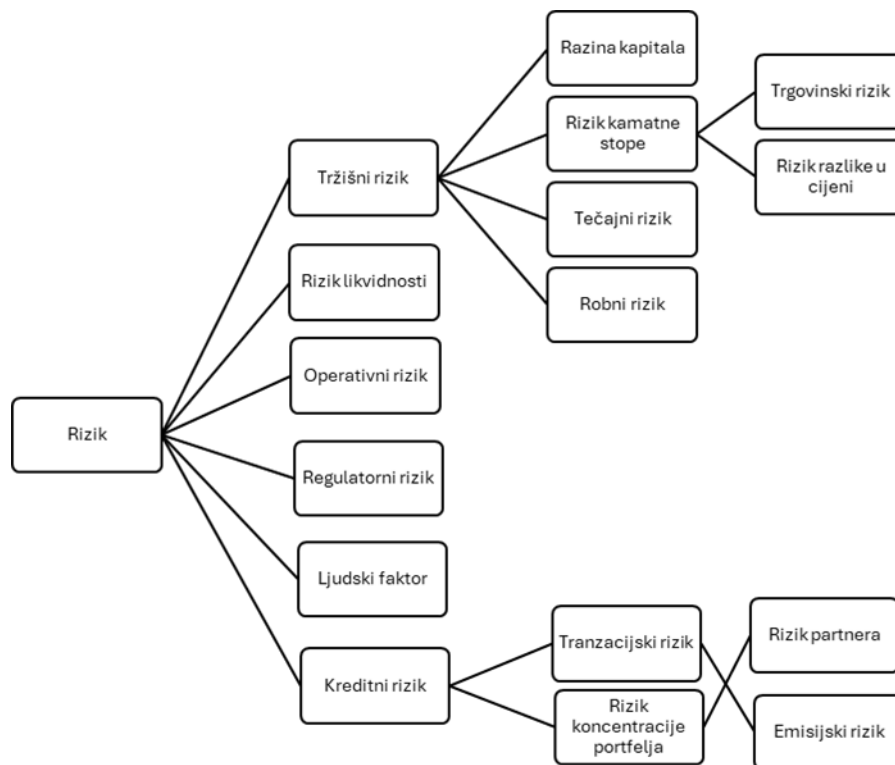 Razina kapitala
Trgovinski rizik
Rizik kamatne
stope
Rizik razlike u
cijeni
Tržišni rizik
Tečajni rizik
Rizik likvidnosti
Robni rizik
Operativni rizik
Rizik
Regulatorni rizik
Ljudski faktor
Kreditni rizik
Tranzacijski rizik
Rizik partnera
Rizik
koncentracije
portfelja
Emisijski rizik